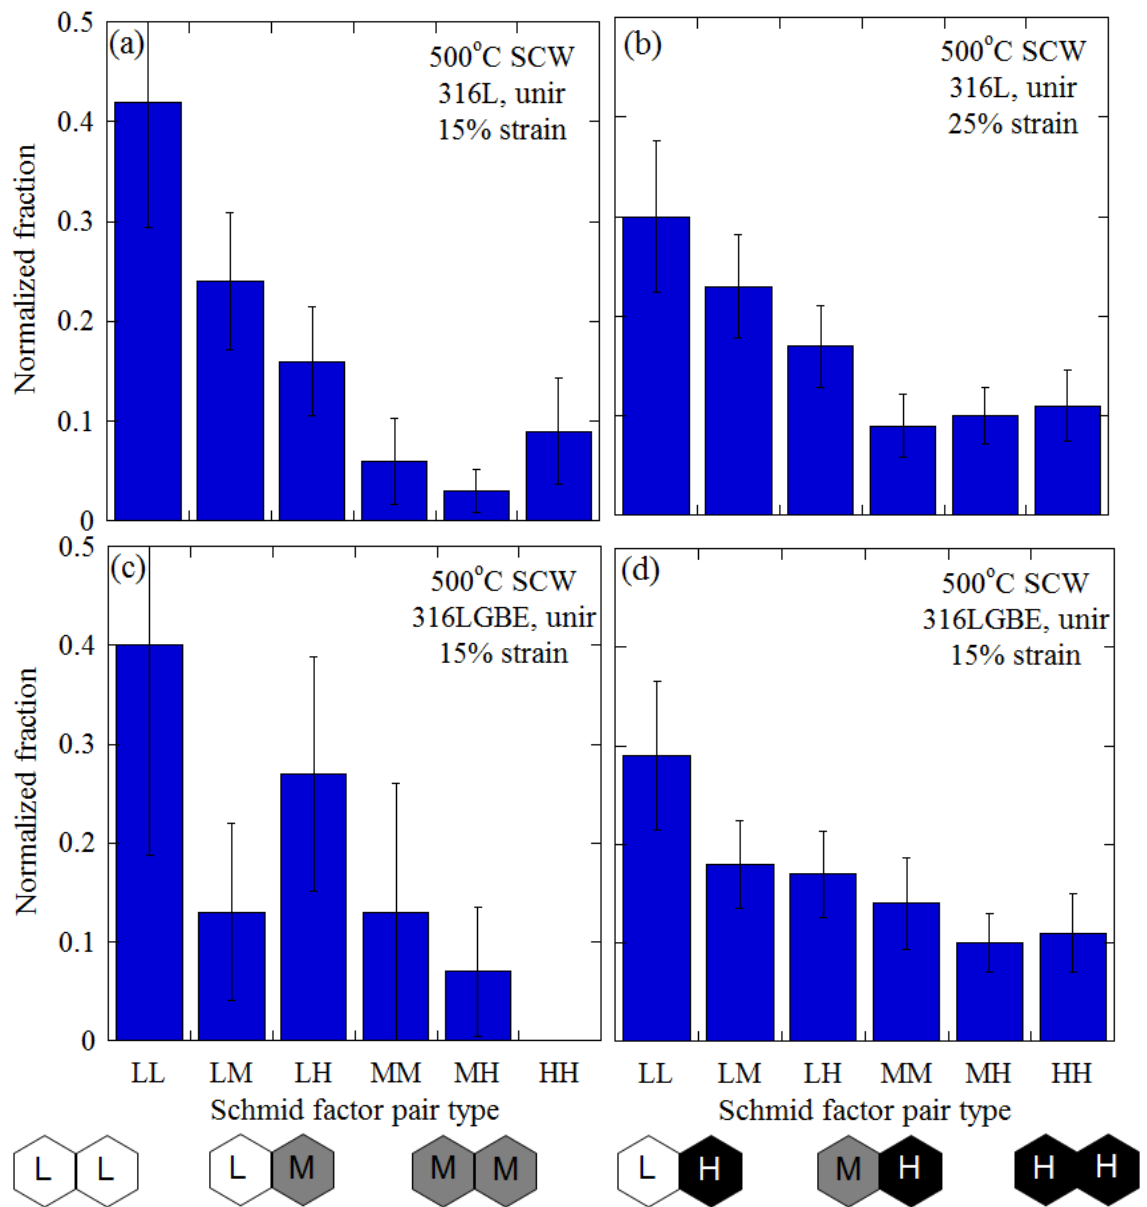 (a)
500°C SCW
316L, unir
15% strain
0.5
0.4
0.3
0.2
0.1
0
Normalized fraction
(b)
500°C SCW
316L, unir
25% strain
(c)
500°C SCW
316LGBE, unir
15% strain
0.5
0.4
0.3
0.2
0.1
0
Normalized fraction
LL LM LH MM MH HH
Schmid factor pair type
(d)
500°C SCW
316LGBE, unir
15% strain
LL LM LH MM MH HH
Schmid factor pair type
L L L M M M L H M H H H